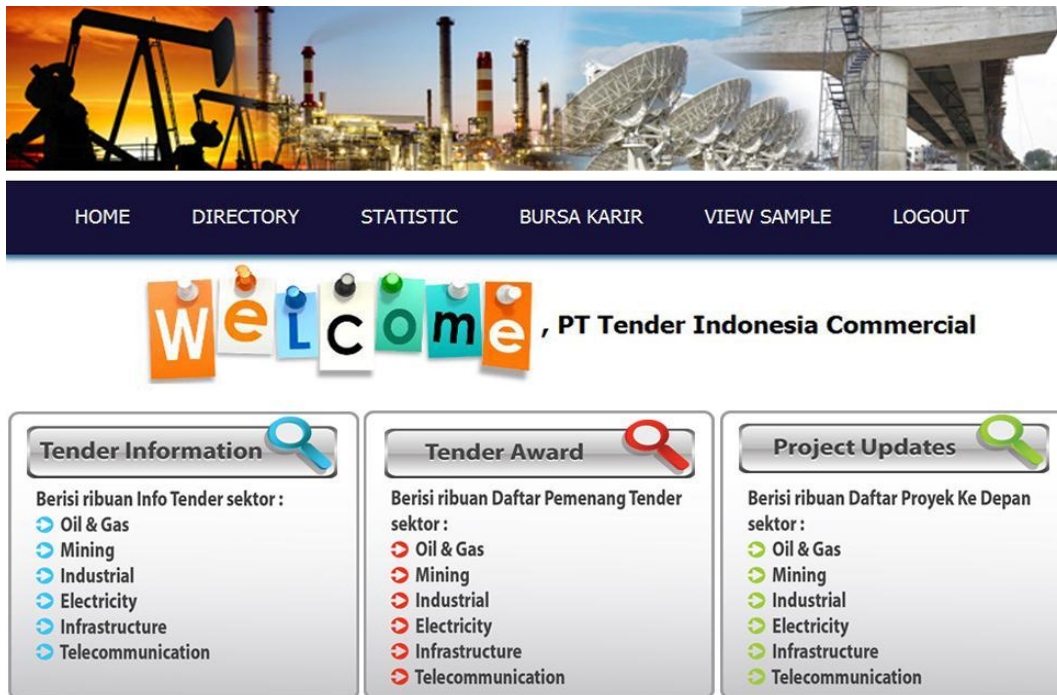 HOME DIRECTORY STATISTIC BURSA KARIR VIEW SAMPLE LOGOUT
WeLcome , PT Tender Indonesia Commercial
Tender Information
Berisi ribuan Info Tender sektor :
Oil & Gas
Mining
Industrial
Electricity
Infrastructure
Telecommunication
Tender Award
Berisi ribuan Daftar Pemenang Tender
sektor :
Oil & Gas
Mining
Industrial
Electricity
Infrastructure
Telecommunication
Project Updates
Berisi ribuan Daftar Proyek Ke Depan
sektor :
Oil & Gas
Mining
Industrial
Electricity
Infrastructure
Telecommunication